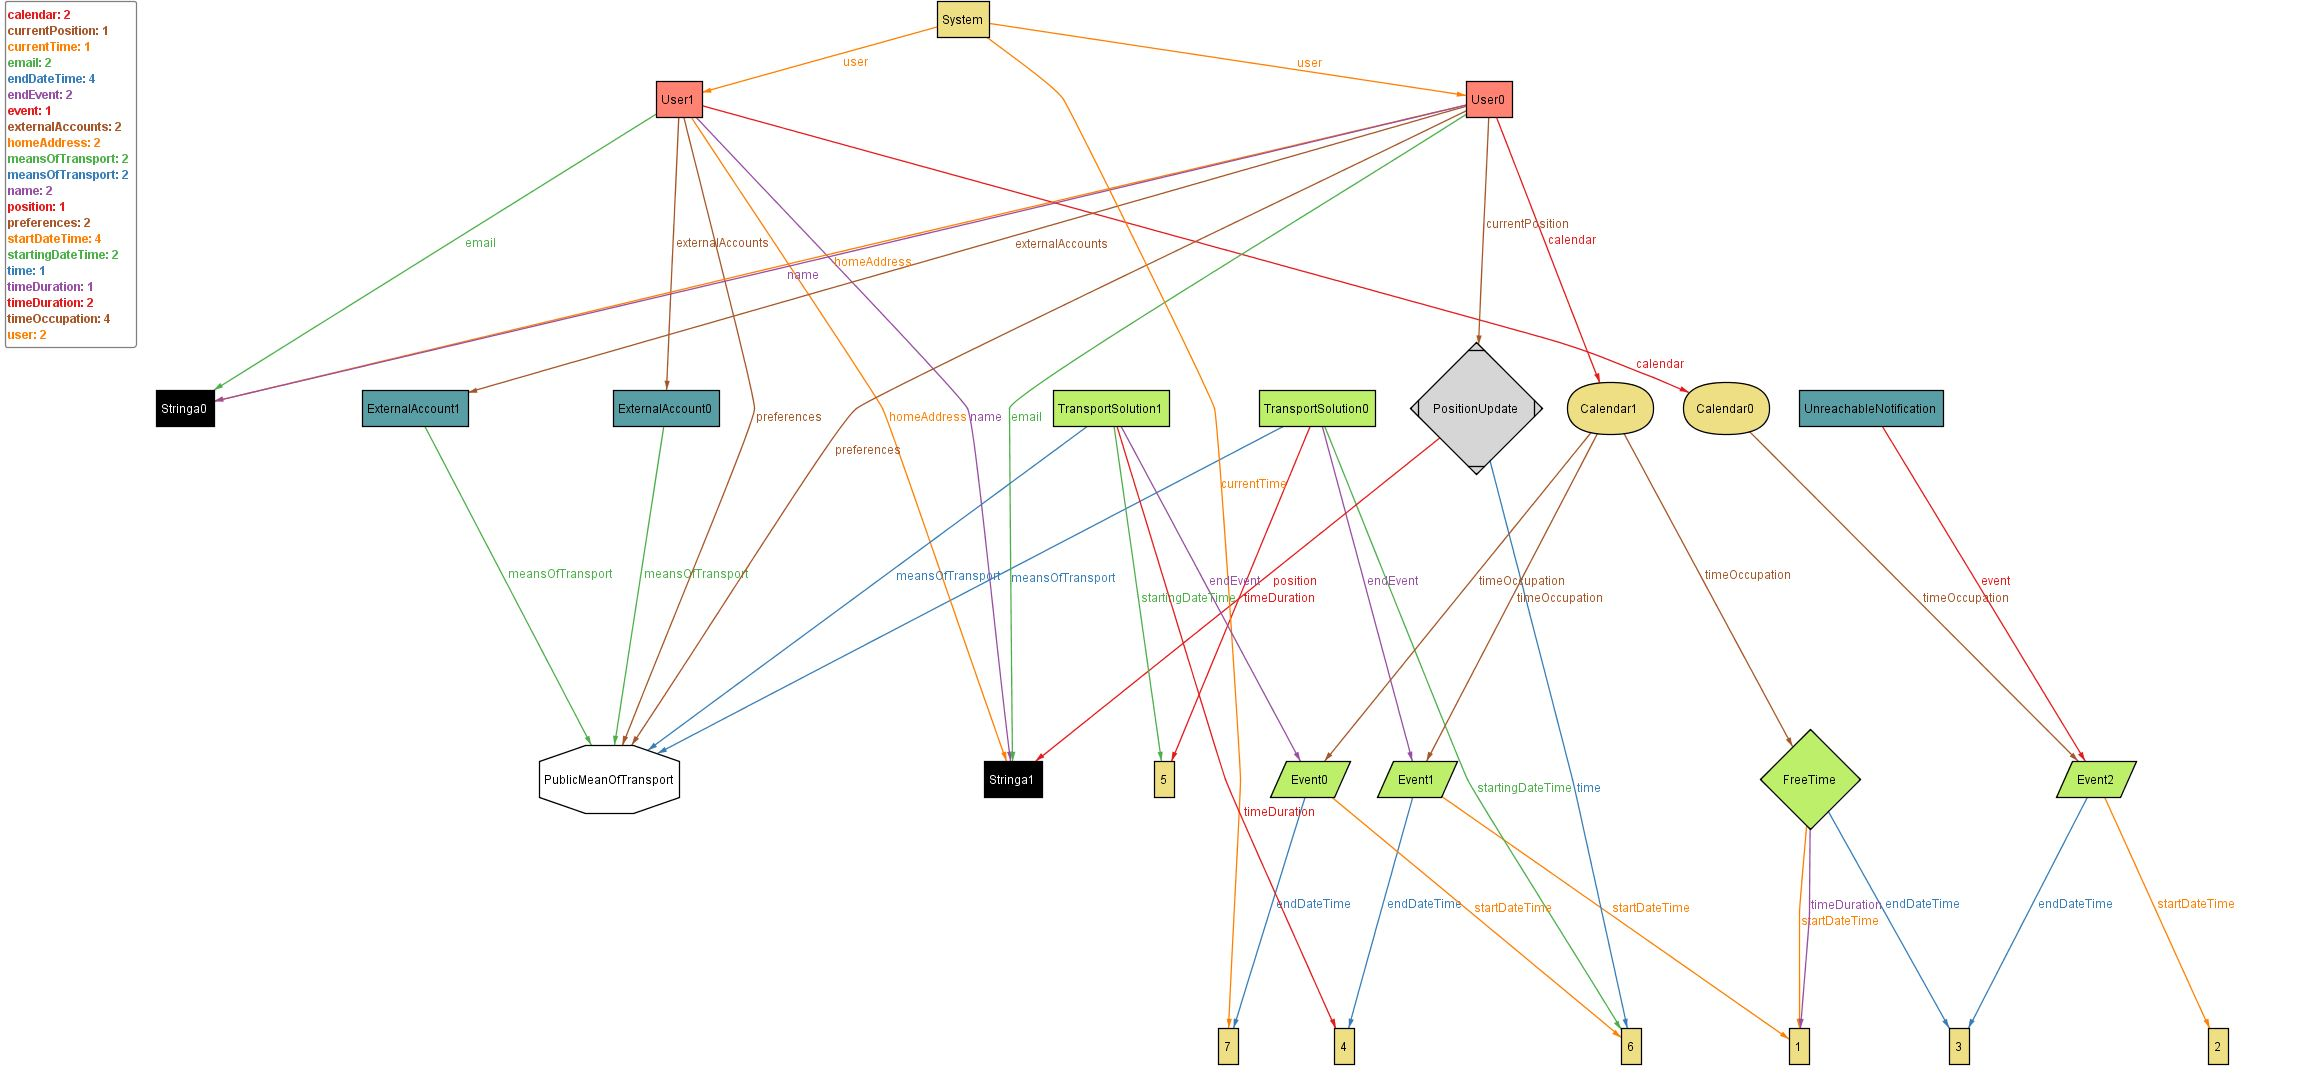 calendar: 2
currentPosition: 1
currentTime: 1
email: 2
endDateTime: 4
endEvent: 2
event: 1
externalAccounts: 2
homeAddress: 2
meansOfTransport: 2
meansOfTransport: 2
name: 2
position: 1
preferences: 2
startDateTime: 4
startingDateTime: 2
time: 1
timeDuration: 1
timeDuration: 2
timeOccupation: 4
user: 2
System
user
user
User1
User0
currentPosition
calendar
email
externalAccounts
externalAccounts
homeAddress
name
calendar
Stringa0
ExternalAccount1
ExternalAccount0
TransportSolution1
TransportSolution0
PositionUpdate
Calendar1
Calendar0
UnreachableNotification
preferences
homeAddress
name
email
preferences
currentTime
meansOfTransport
meansOfTransport
meansOfTransport
meansOfTransport
endEvent
position
endEvent
timeOccupation
timeOccupation
event
startingDateTime
timeDuration
timeOccupation
timeOccupation
PublicMeanOfTransport
Stringa1
5
Event0
Event1
startingDateTime
time
FreeTime
Event2
timeDuration
endDateTime
endDateTime
startDateTime
startDateTime
timeDuration
endDateTime
endDateTime
startDateTime
startDateTime
7
4
6
1
3
2